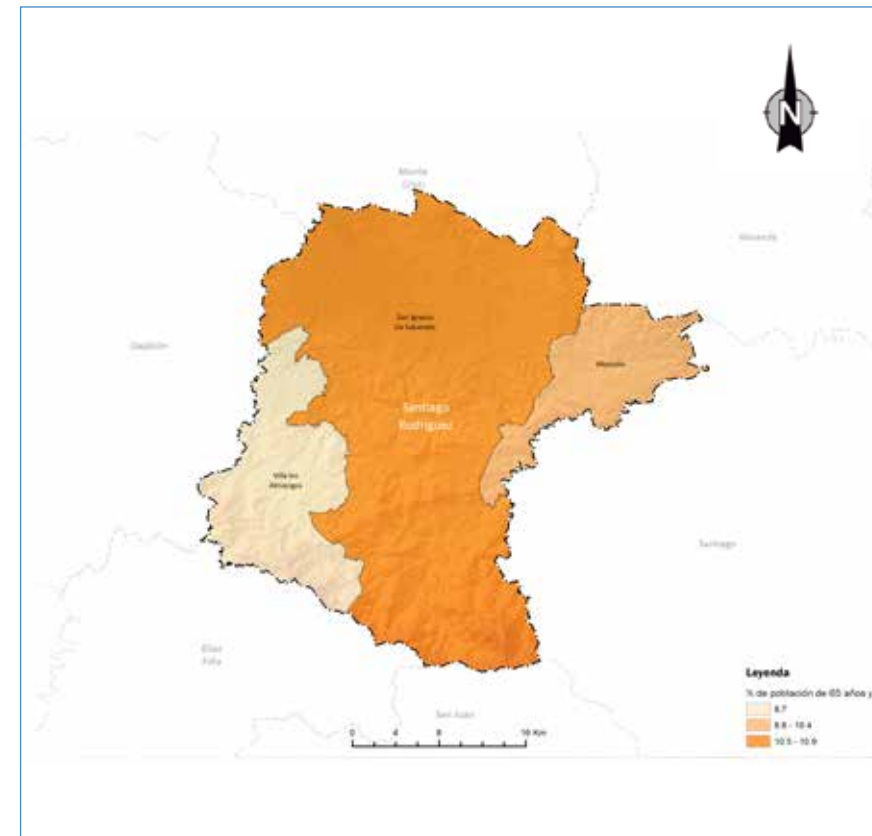 N
Monte
Cristi
Valverde
San Ignacio
De Sabaneta
Dajabón
Monción
Santiago
Rodríguez
Villa los
Almácigos
Santiago
Elías
Piña
San Juan
Leyenda
% de población de 65 años y
8.7
8.8 - 10.4
10.5 - 10.9
0 4 8 16 Km